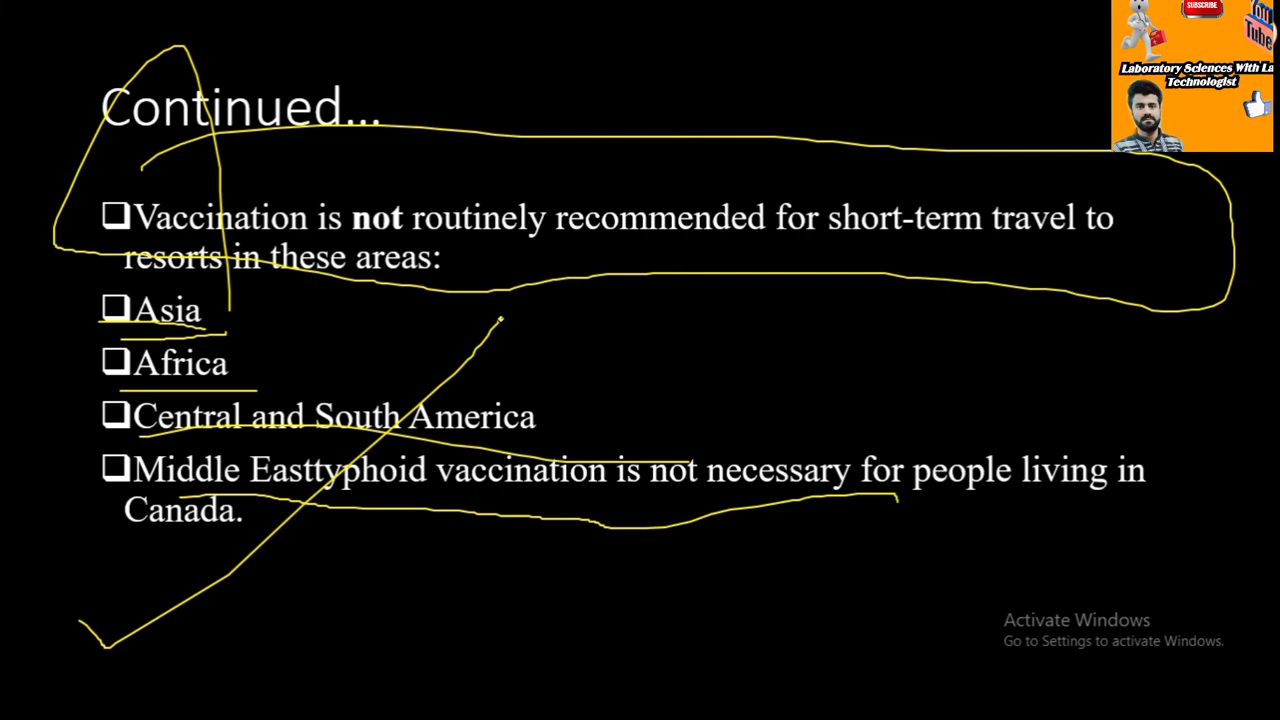 SUBSCRIBE
You
Tube
Laboratory Sciences With La
Technologist
Continued...
Vaccination is not routinely recommended for short-term travel to
resorts in these areas:
Asia
Africa
Central and South America
Middle Easttyphoid vaccination is not necessary for people living in
Canada.
Activate Windows
Go to Settings to activate Windows.